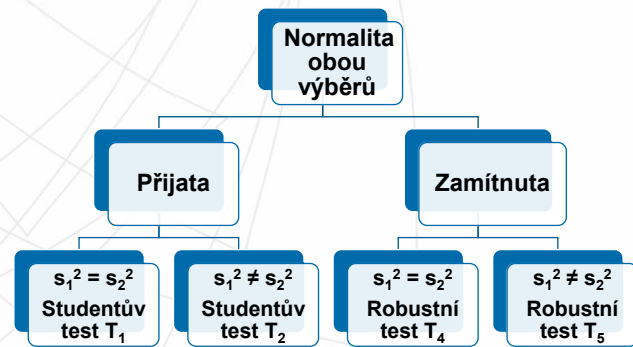 Normalita
obou
výběrů
Přijata
Zamítnuta
s₁² = s₂²
Studentův
test T₁
s₁² ≠ s₂²
Studentův
test T₂
s₁² = s₂²
Robustní
test T₄
s₁² ≠ s₂²
Robustní
test T₅